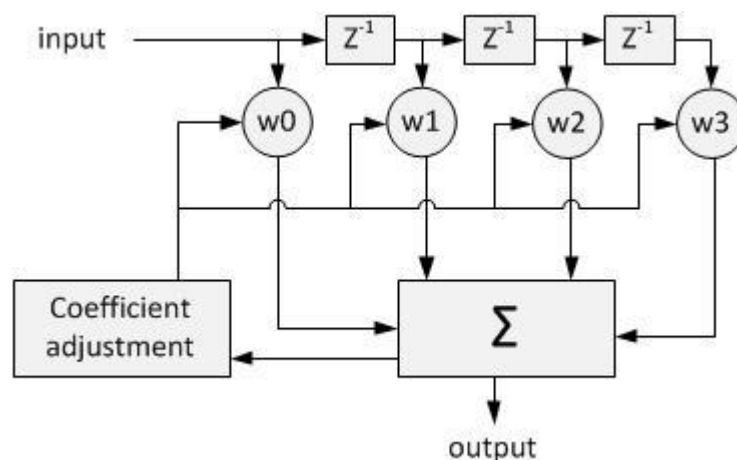 input
Z⁻¹
Z⁻¹
Z⁻¹
w0
w1
w2
w3
Coefficient
adjustment
Σ
output